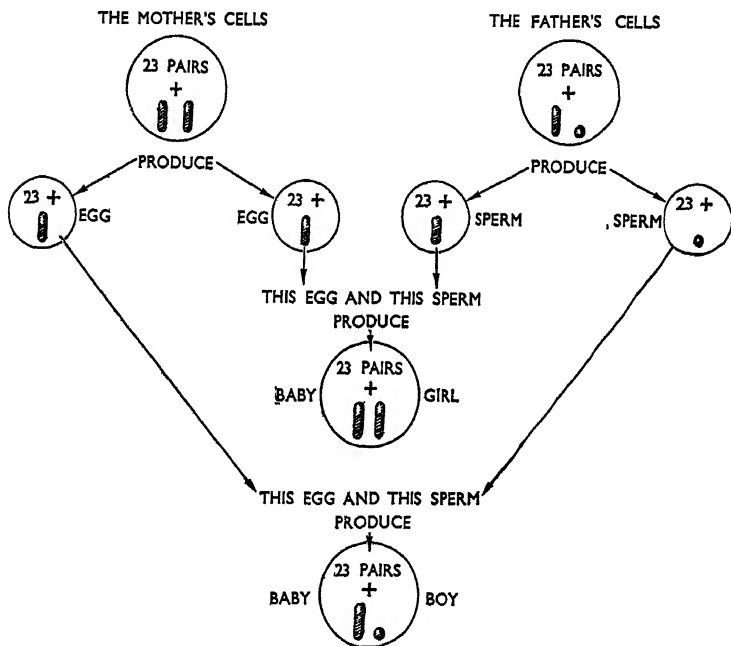 THE MOTHER'S CELLS
THE FATHER'S CELLS
23 PAIRS
+
23 PAIRS
+
PRODUCE
PRODUCE
23 +
EGG
EGG
23 +
23 +
SPERM
SPERM
23 +
THIS EGG AND THIS SPERM
PRODUCE
23 PAIRS
+
BABY
GIRL
THIS EGG AND THIS SPERM
PRODUCE
23 PAIRS
+
BABY
BOY